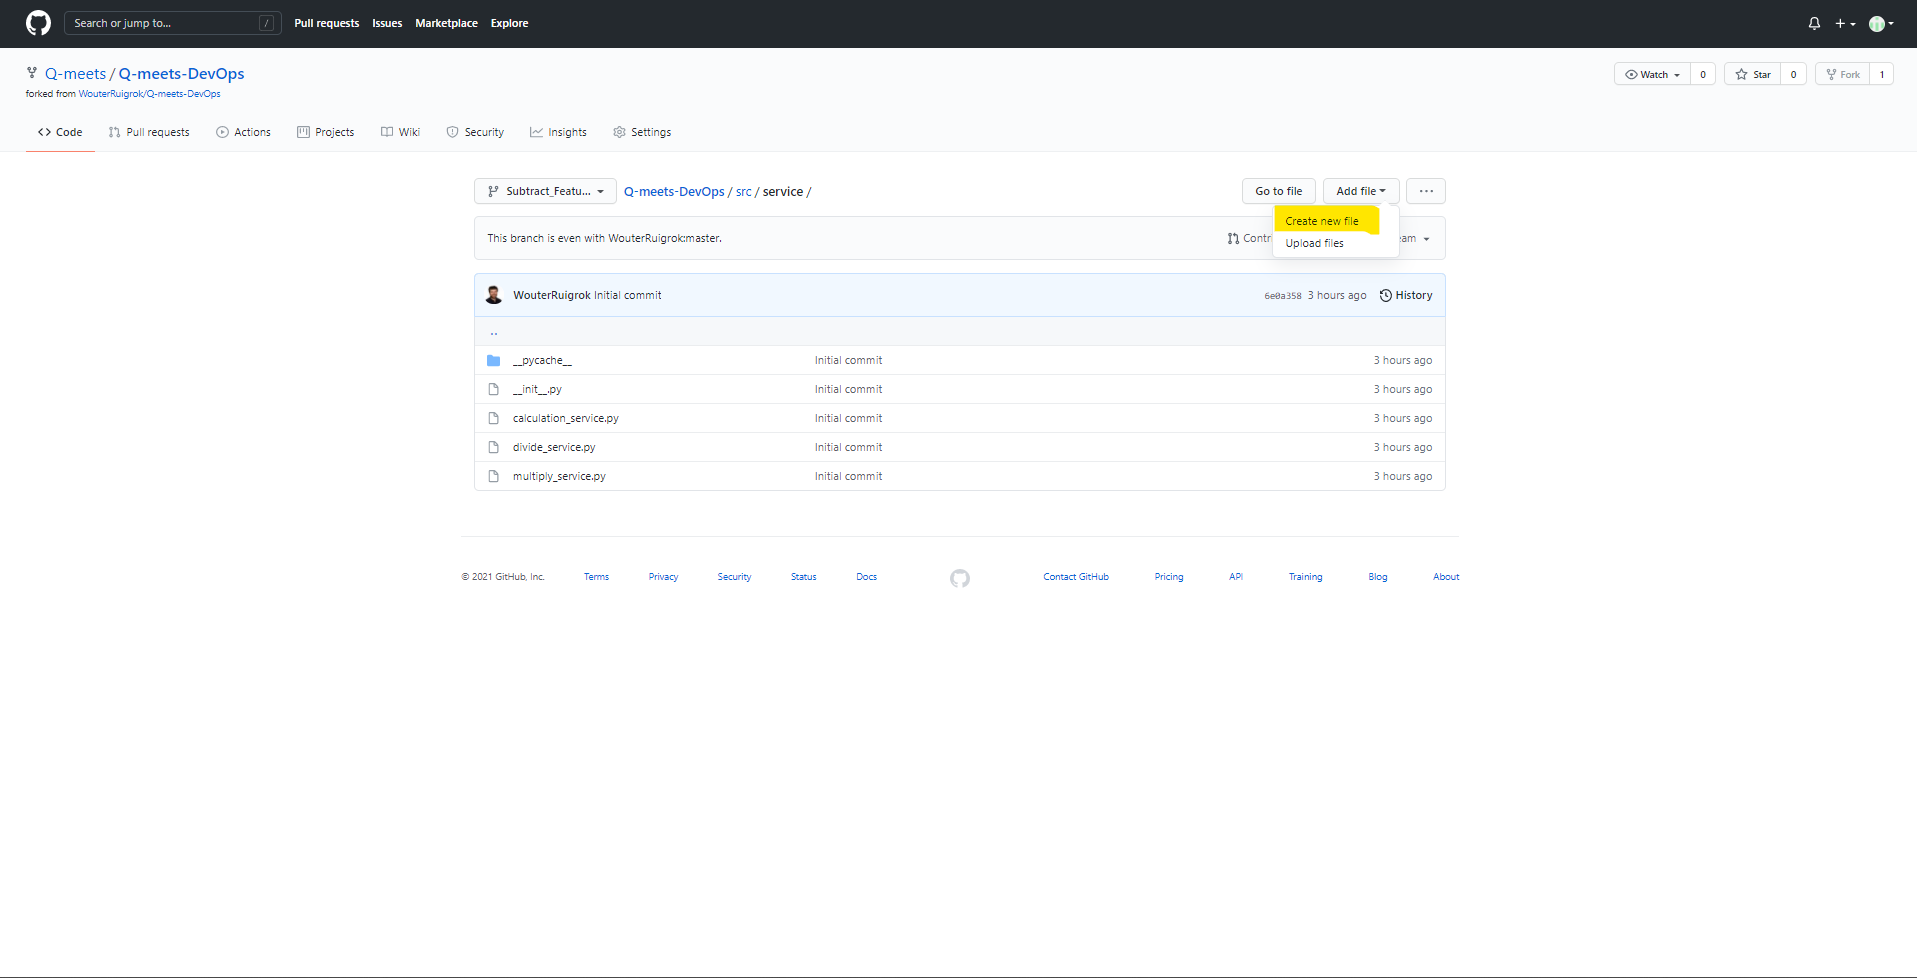 Search or jump to... /
Pull requests Issues Marketplace Explore
Q-meets / Q-meets-DevOps
forked from WouterRuigrok/Q-meets-DevOps
Watch 0 Star 0 Fork 1
Code Pull requests Actions Projects Wiki Security Insights Settings
Subtract_Featu... Q-meets-DevOps / src / service /
Go to file Add file ...
Create new file
Upload files
This branch is even with WouterRuigrok:master.
Contr eam
WouterRuigrok Initial commit 6e0a358 3 hours ago History
..
__pycache__ Initial commit 3 hours ago
__init__.py Initial commit 3 hours ago
calculation_service.py Initial commit 3 hours ago
divide_service.py Initial commit 3 hours ago
multiply_service.py Initial commit 3 hours ago
© 2021 GitHub, Inc. Terms Privacy Security Status Docs Contact GitHub Pricing API Training Blog About